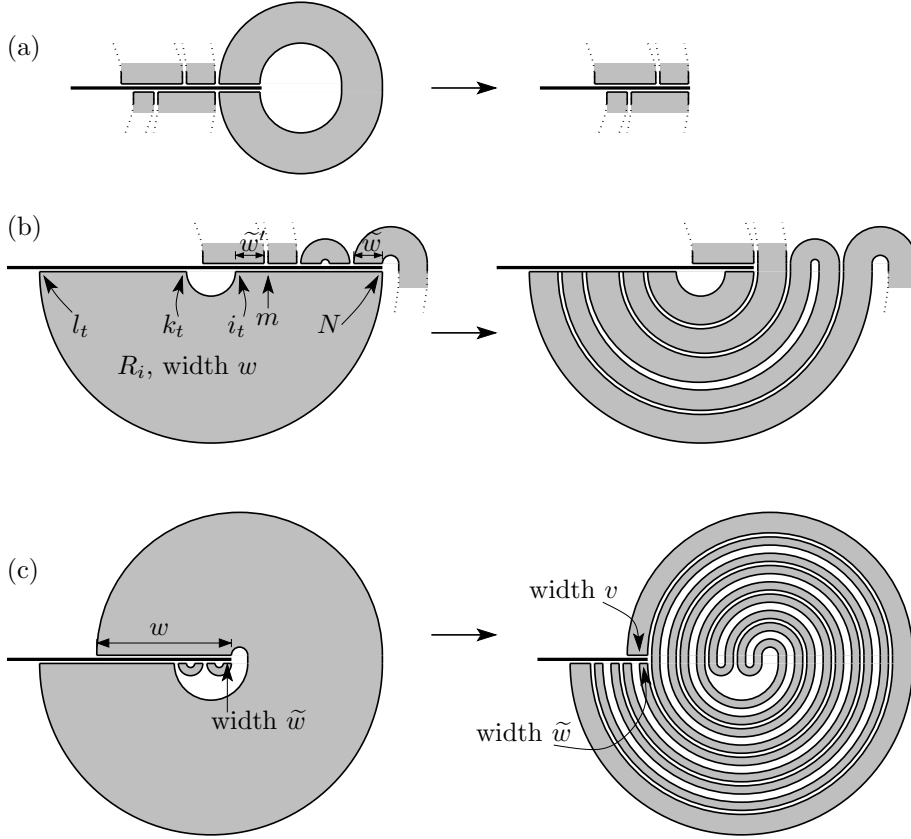 (a)
(b)
w̃′ w̃
l_t k_t i_t m N
R_i, width w
(c)
w
width w̃
width v
width w̃